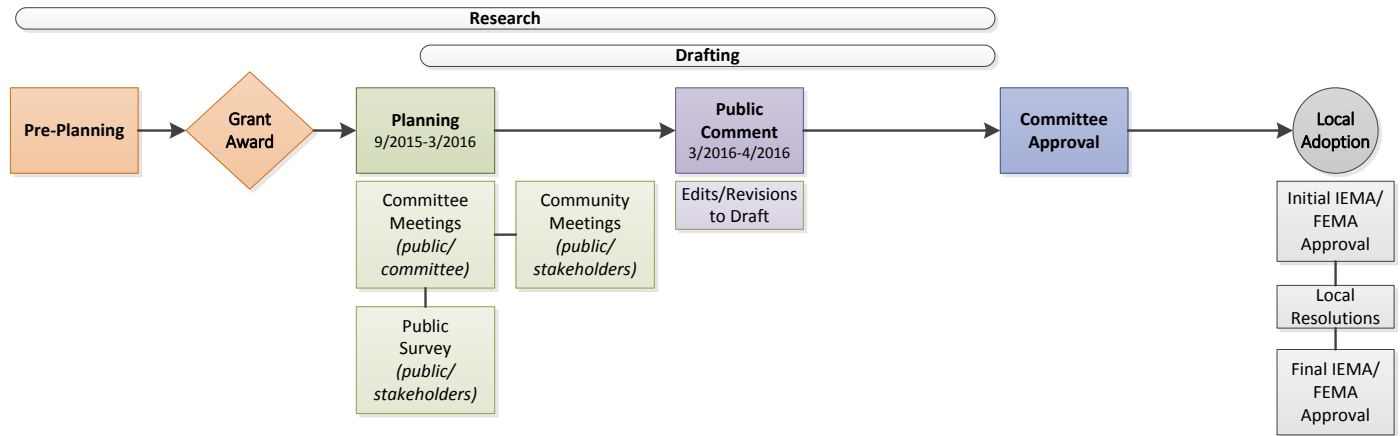 Research
Drafting
Pre-Planning
Grant
Award
Planning
9/2015-3/2016
Public
Comment
3/2016-4/2016
Committee
Approval
Local
Adoption
Committee
Meetings
(public/
committee)
Community
Meetings
(public/
stakeholders)
Edits/Revisions
to Draft
Initial IEMA/
FEMA
Approval
Public
Survey
(public/
stakeholders)
Local
Resolutions
Final IEMA/
FEMA
Approval